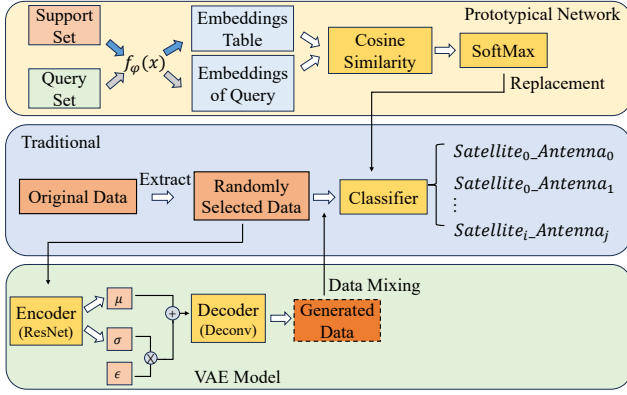 Prototypical Network
Support
Set
Query
Set
f_φ(x)
Embeddings
Table
Embeddings
of Query
Cosine
Similarity
SoftMax
Replacement
Traditional
Original Data
Extract
Randomly
Selected Data
Classifier
Satellite₀_Antenna₀
Satellite₀_Antenna₁
⋮
Satelliteᵢ_Antennaⱼ
Data Mixing
Encoder
(ResNet)
μ
σ
ϵ
+
×
Decoder
(Deconv)
Generated
Data
VAE Model